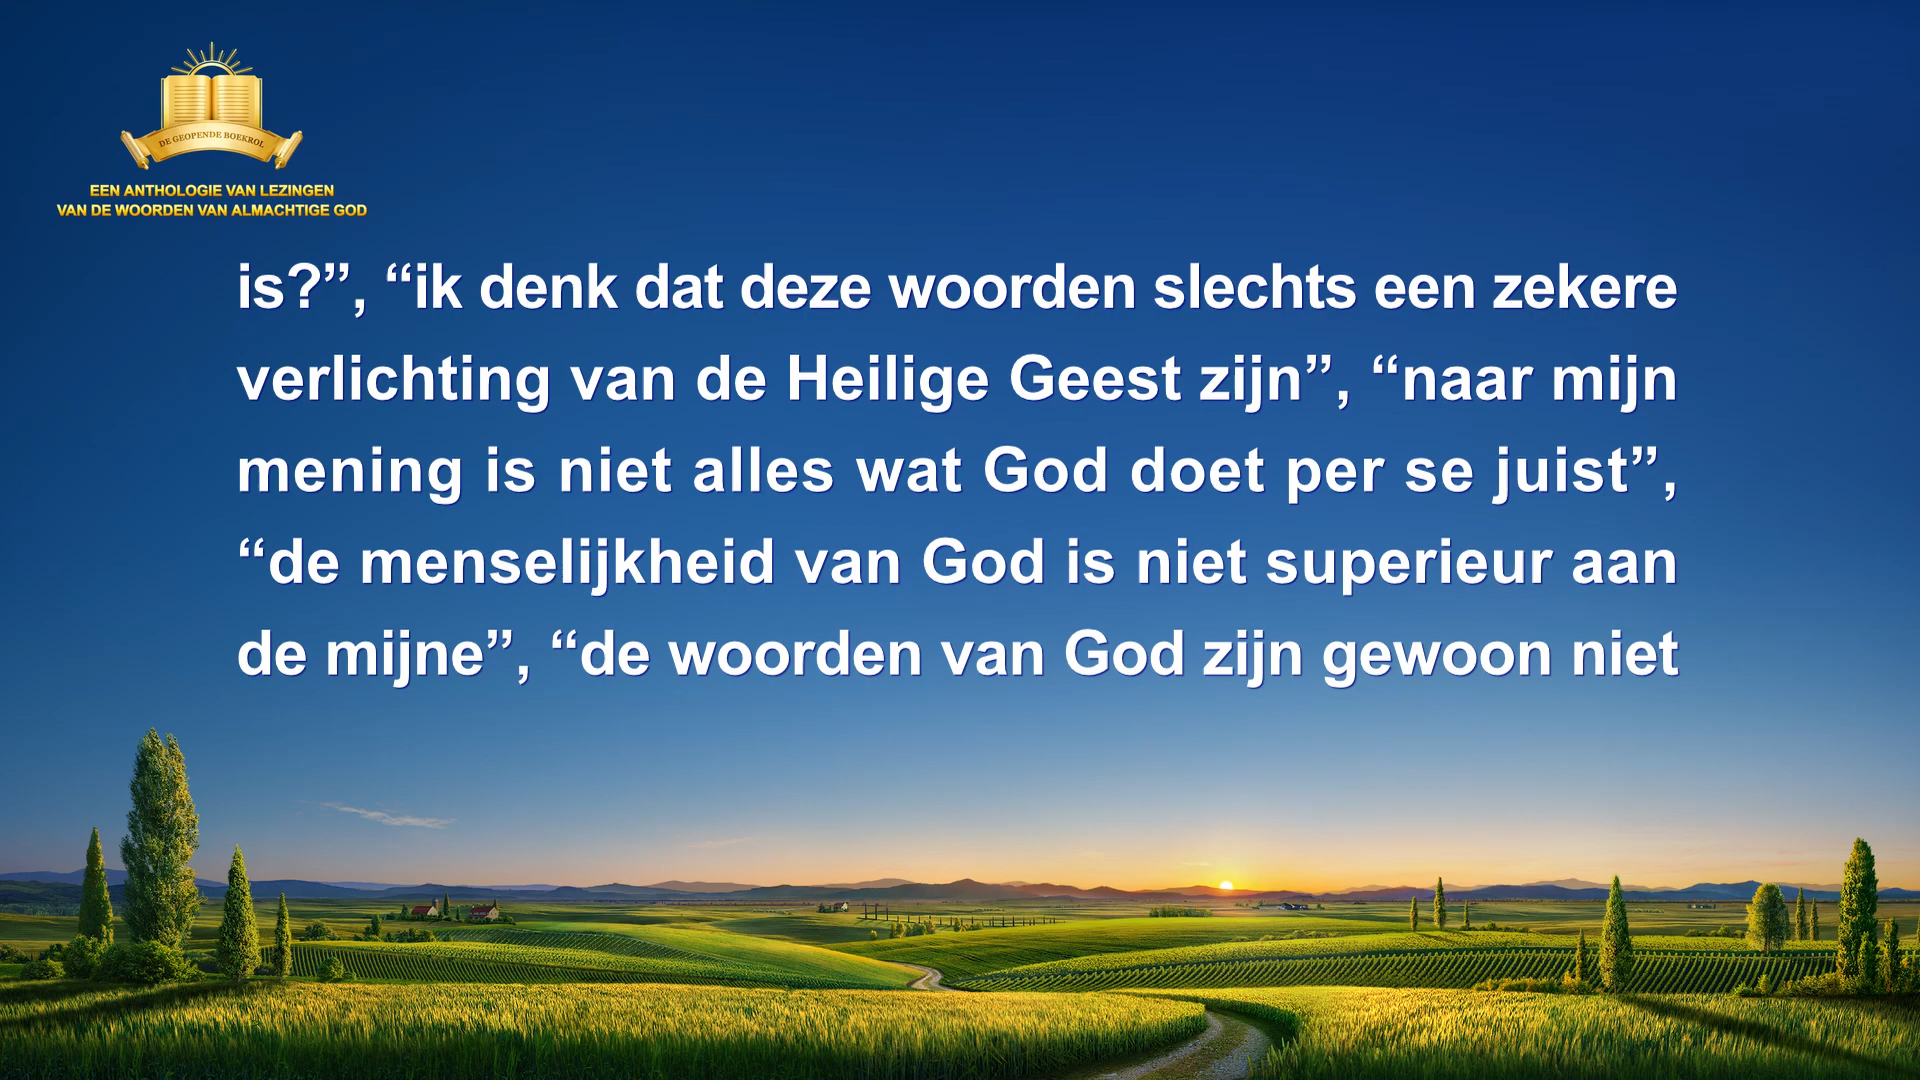 DE GEOPENDE BOEKROL
EEN ANTHOLOGIE VAN LEZINGEN
VAN DE WOORDEN VAN ALMACHTIGE GOD
is?”, “ik denk dat deze woorden slechts een zekere
verlichting van de Heilige Geest zijn”, “naar mijn
mening is niet alles wat God doet per se juist”,
“de menselijkheid van God is niet superieur aan
de mijne”, “de woorden van God zijn gewoon niet